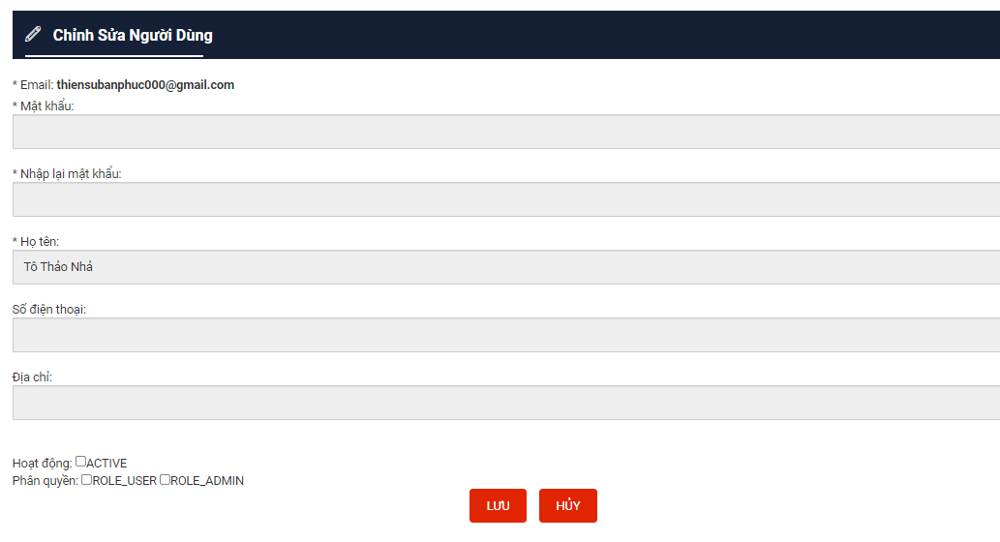 Chỉnh Sửa Người Dùng
* Email: thiensubanphuc000@gmail.com
* Mật khẩu:
* Nhập lại mật khẩu:
* Họ tên:
Tô Thảo Nhả
Số điện thoại:
Địa chỉ:
Hoạt động: ACTIVE
Phân quyền: ROLE_USER ROLE_ADMIN
LƯU HỦY